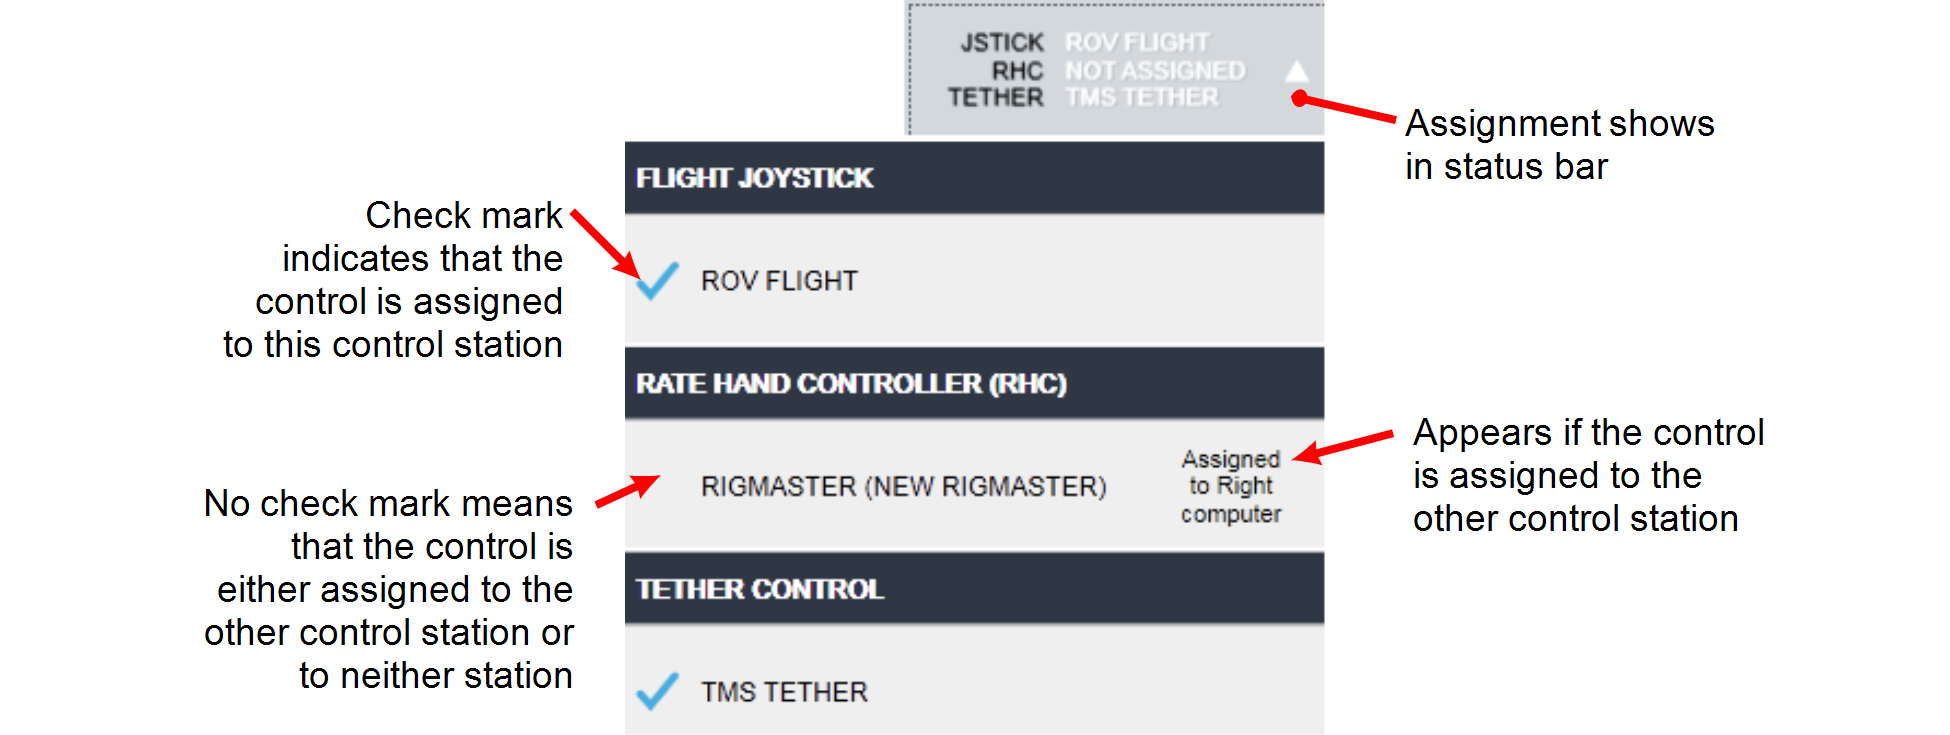 JSTICK ROV FLIGHT
RHC NOT ASSIGNED
TETHER TMS TETHER
Assignment shows
in status bar
FLIGHT JOYSTICK
Check mark
indicates that the
control is assigned
to this control station
ROV FLIGHT
RATE HAND CONTROLLER (RHC)
No check mark means
that the control is
either assigned to the
other control station or
to neither station
RIGMASTER (NEW RIGMASTER)
Assigned
to Right
computer
Appears if the control
is assigned to the
other control station
TETHER CONTROL
TMS TETHER